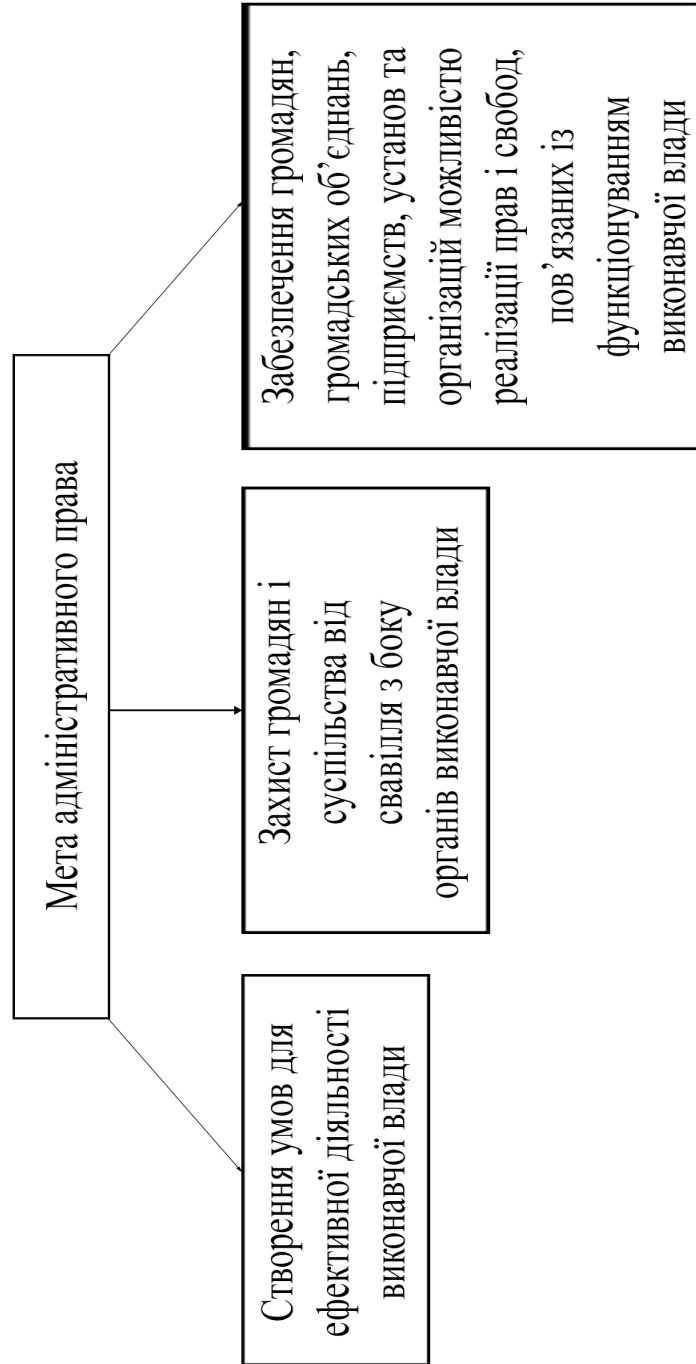 Мета адміністративного права
Створення умов для
ефективної діяльності
виконавчої влади
Захист громадян і
суспільства від
свавілля з боку
органів виконавчої влади
Забезпечення громадян,
громадських об’єднань,
підприємств, установ та
організацій можливістю
реалізації прав і свобод,
пов’язаних із
функціонуванням
виконавчої влади